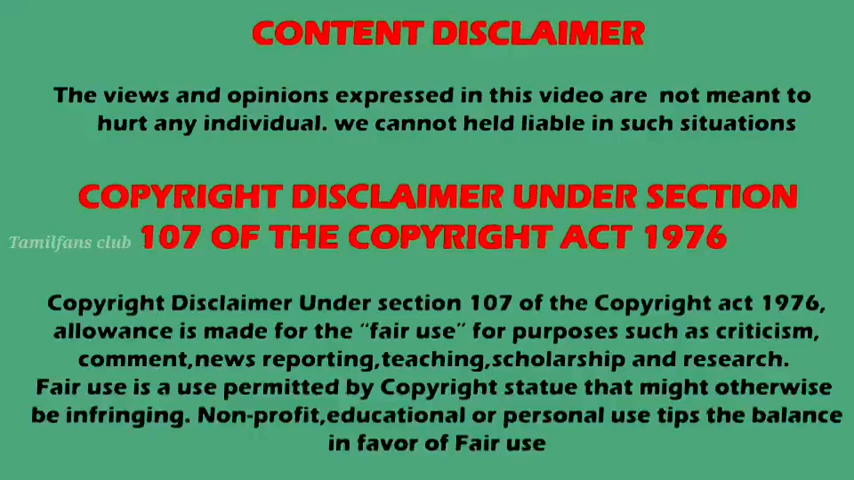 CONTENT DISCLAIMER
The views and opinions expressed in this video are not meant to
hurt any individual. we cannot held liable in such situations
COPYRIGHT DISCLAIMER UNDER SECTION
107 OF THE COPYRIGHT ACT 1976
Tamilfans club
Copyright Disclaimer Under section 107 of the Copyright act 1976,
allowance is made for the “fair use” for purposes such as criticism,
comment,news reporting,teaching,scholarship and research.
Fair use is a use permitted by Copyright statue that might otherwise
be infringing. Non-profit,educational or personal use tips the balance
in favor of Fair use